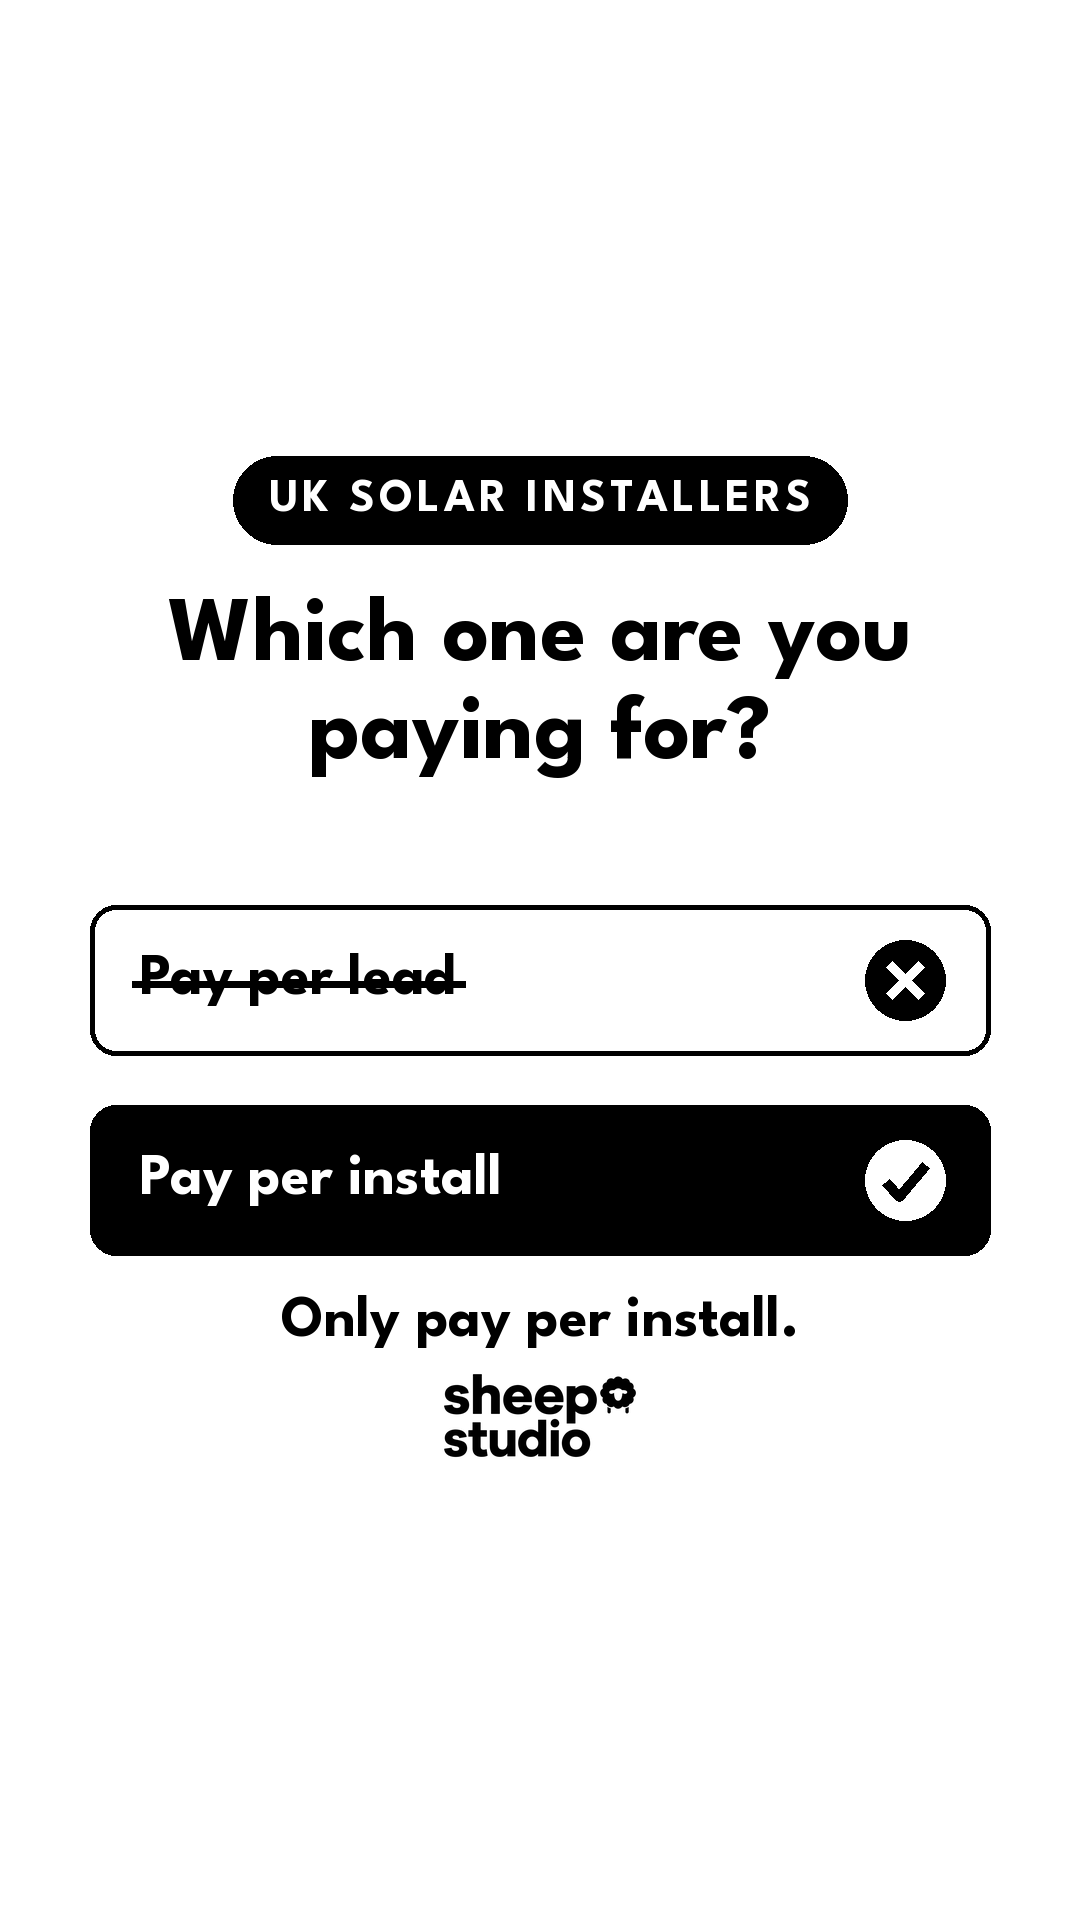 UK SOLAR INSTALLERS
Which one are you
paying for?
Pay per lead
Pay per install
Only pay per install.
sheep
studio